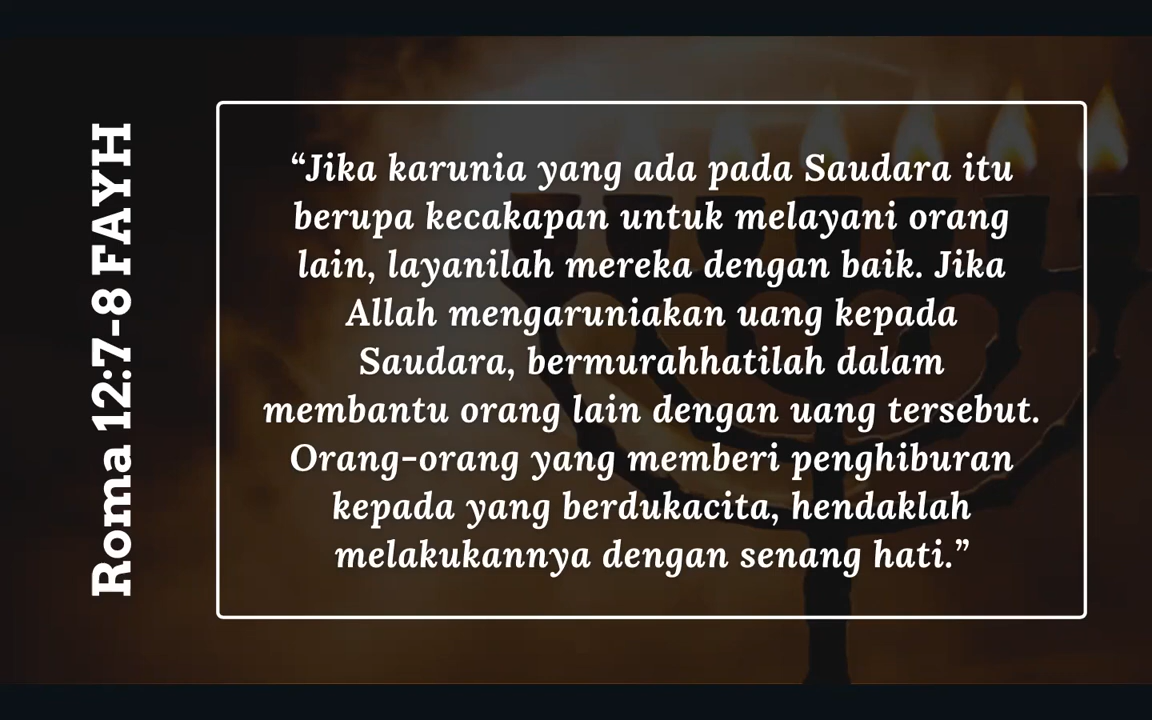 Roma 12:7-8 FAYH
“Jika karunia yang ada pada Saudara itu
berupa kecakapan untuk melayani orang
lain, layanilah mereka dengan baik. Jika
Allah mengaruniakan uang kepada
Saudara, bermurahhatilah dalam
membantu orang lain dengan uang tersebut.
Orang-orang yang memberi penghiburan
kepada yang berdukacita, hendaklah
melakukannya dengan senang hati.”